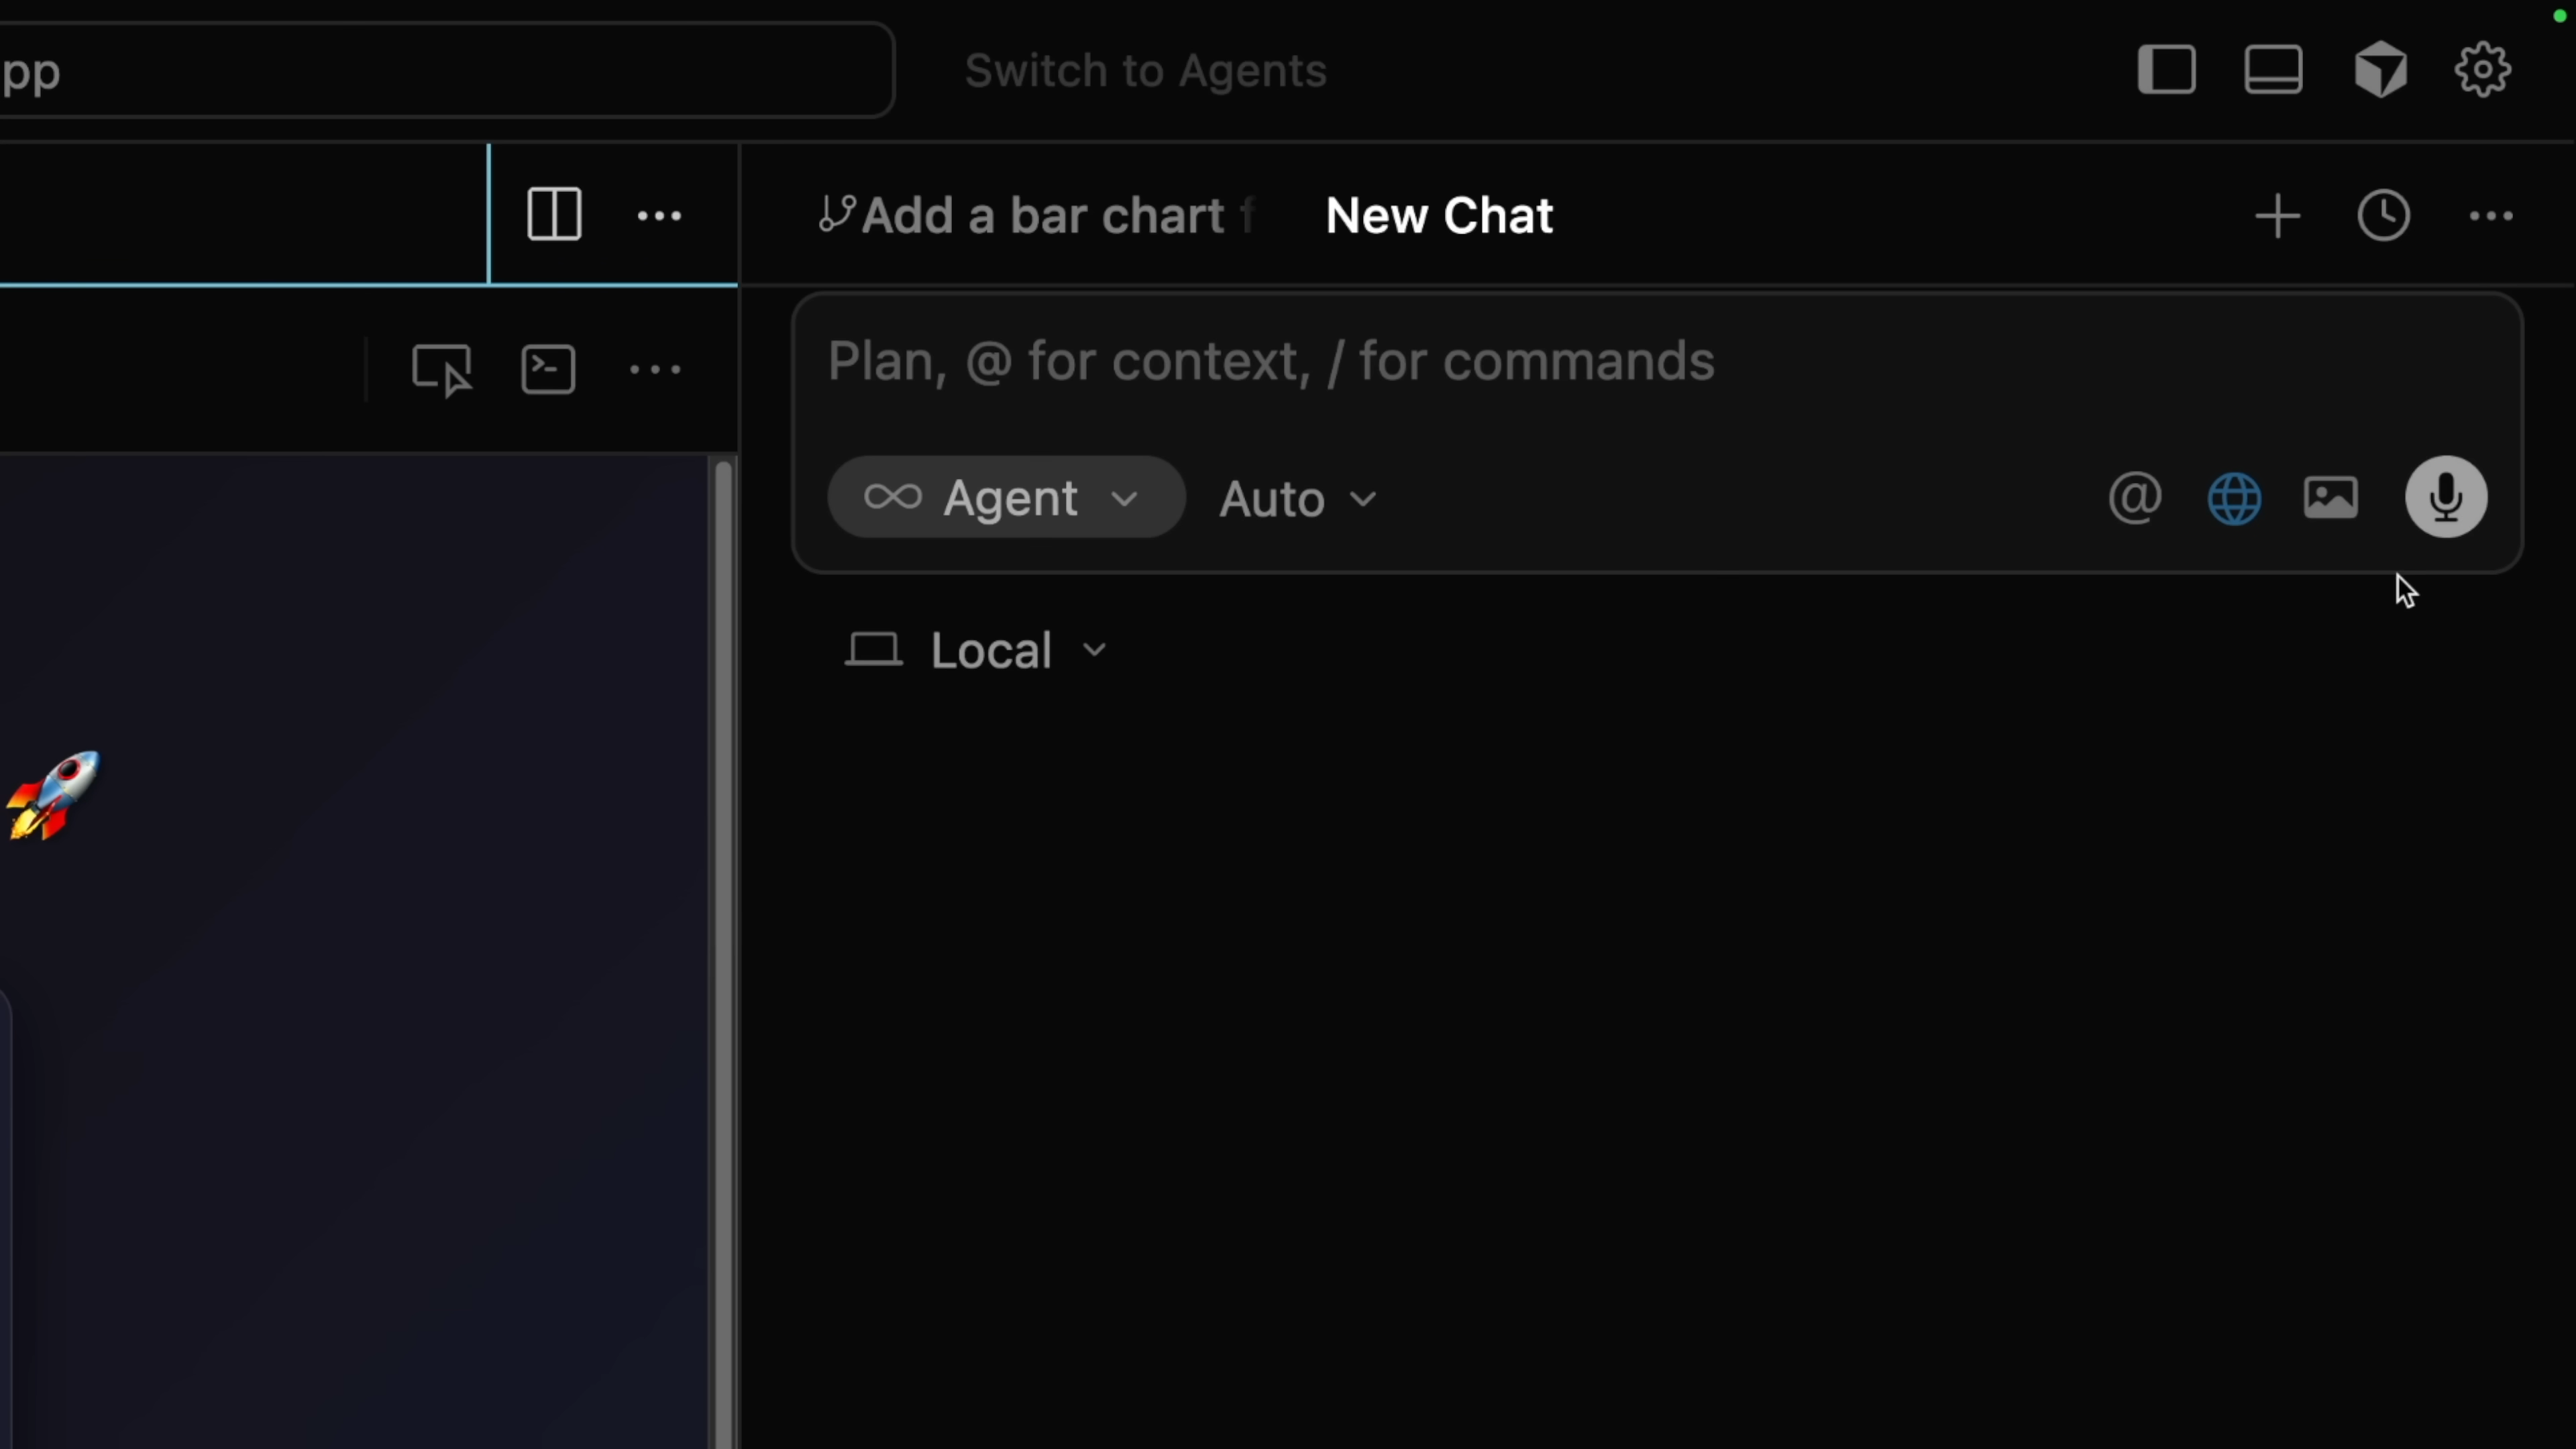 pp
Switch to Agents
Add a bar chart f
New Chat
Plan, @ for context, / for commands
Agent
Auto
Local